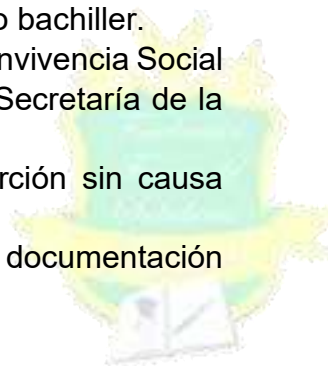 o bachiller.
nvivencia Social
Secretaría de la
rción sin causa
documentación